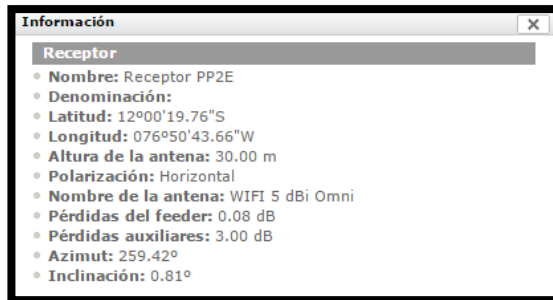 Información
Receptor
Nombre: Receptor PP2E
Denominación:
Latitud: 12º00'19.76"S
Longitud: 076º50'43.66"W
Altura de la antena: 30.00 m
Polarización: Horizontal
Nombre de la antena: WIFI 5 dBi Omni
Pérdidas del feeder: 0.08 dB
Pérdidas auxiliares: 3.00 dB
Azimut: 259.42º
Inclinación: 0.81º